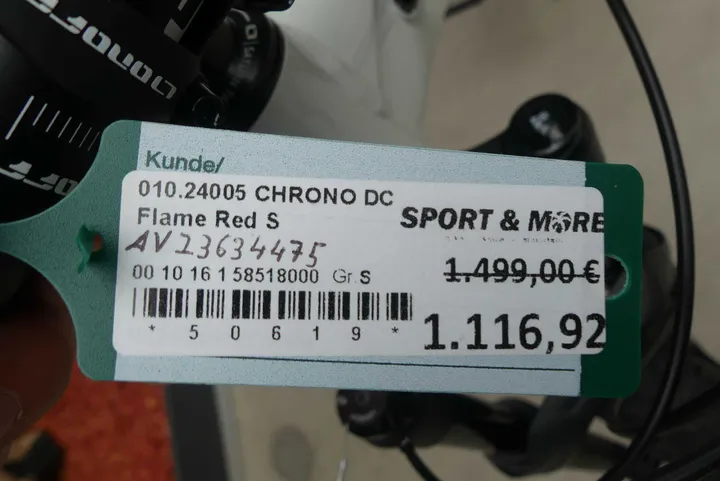 Kunde/
010.24005 CHRONO DC
Flame Red S
SPORT & MORE
AV23634475
1.499,00 €
00 10 16 1 58518000 Gr. S
* 5 0 6 1 9 *
1.116,92